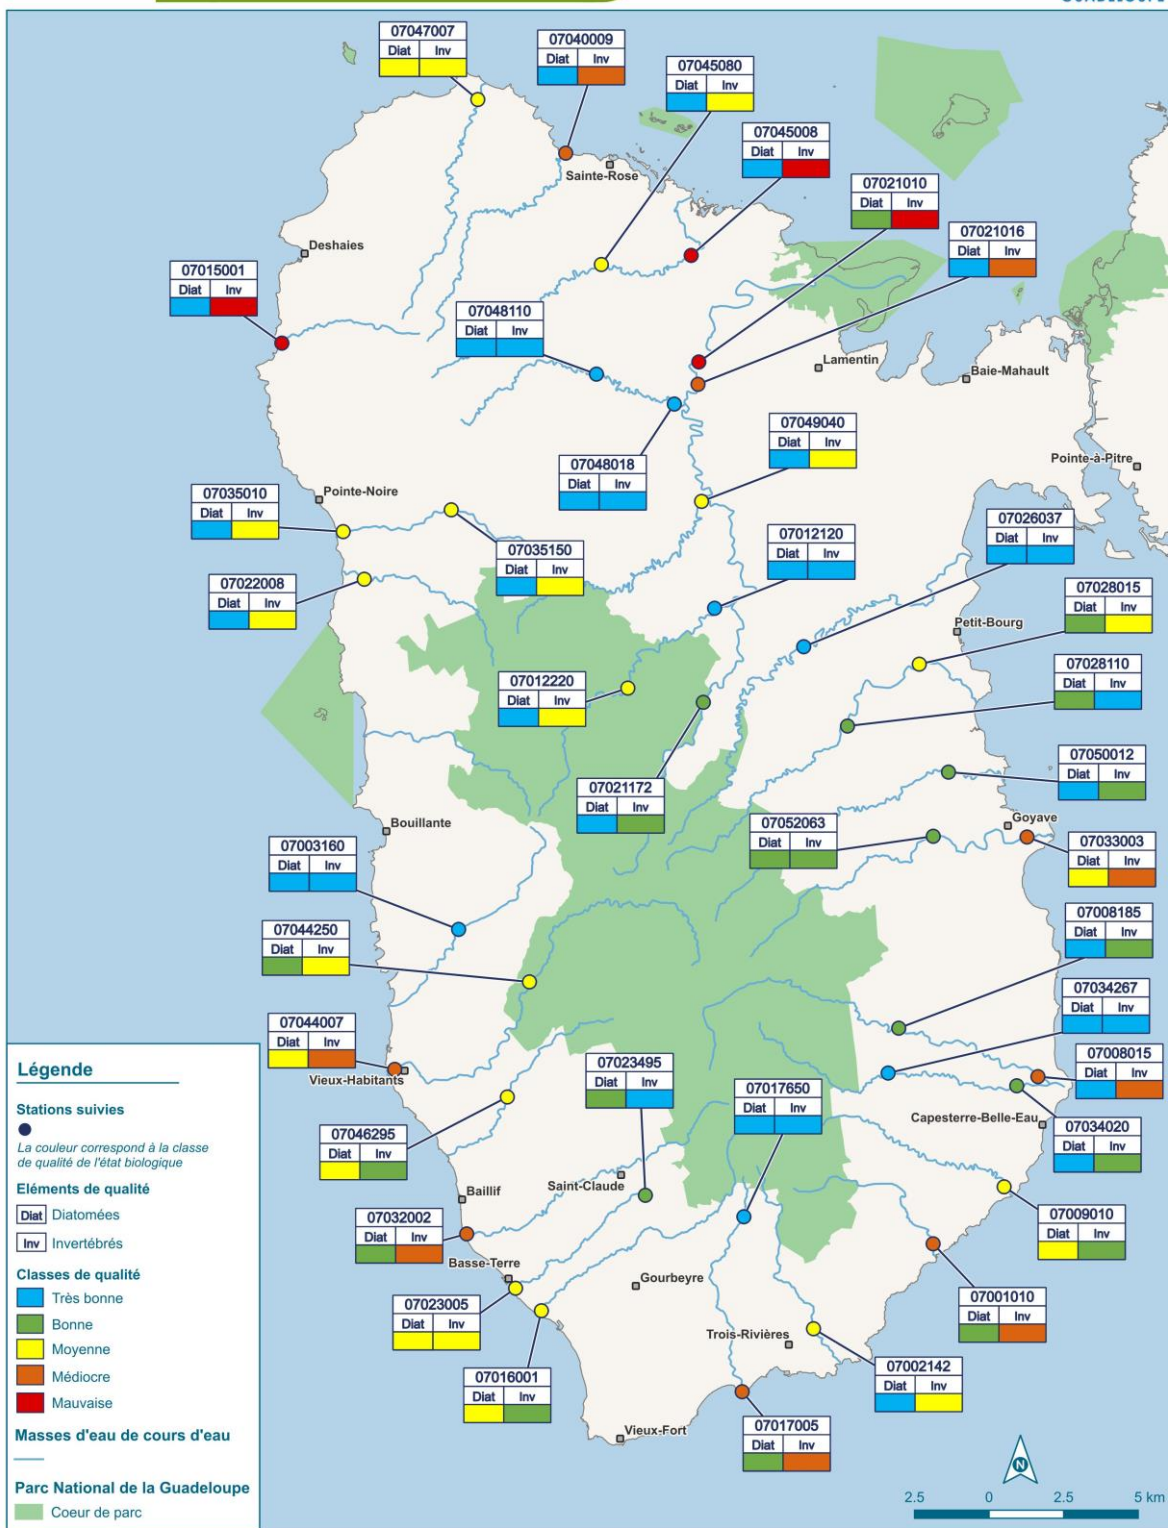 07047007
Diat Inv
07040009
Diat Inv
07045080
Diat Inv
07045008
Diat Inv
Sainte-Rose
07021010
Diat Inv
07021016
Diat Inv
Deshaies
07015001
Diat Inv
07048110
Diat Inv
Lamentin
Baie-Mahault
07049040
Diat Inv
07048018
Diat Inv
Pointe-à-Pitre
Pointe-Noire
07035010
Diat Inv
07026037
Diat Inv
07012120
Diat Inv
07035150
Diat Inv
07022008
Diat Inv
07028015
Diat Inv
Petit-Bourg
07028110
Diat Inv
07012220
Diat Inv
07050012
Diat Inv
07021172
Diat Inv
07052063
Diat Inv
Goyave
Bouillante
07003160
Diat Inv
07033003
Diat Inv
07008185
Diat Inv
07044250
Diat Inv
07034267
Diat Inv
07044007
Diat Inv
Vieux-Habitants
07023495
Diat Inv
07017650
Diat Inv
07008015
Diat Inv
Capesterre-Belle-Eau
07034020
Diat Inv
07046295
Diat Inv
Saint-Claude
Baillif
07009010
Diat Inv
07032002
Diat Inv
Basse-Terre
Gourbeyre
07001010
Diat Inv
07023005
Diat Inv
Trois-Rivières
07002142
Diat Inv
07016001
Diat Inv
07017005
Diat Inv
Vieux-Fort
Légende
Stations suivies
La couleur correspond à la classe
de qualité de l'état biologique
Eléments de qualité
Diat Diatomées
Inv Invertébrés
Classes de qualité
Très bonne
Bonne
Moyenne
Médiocre
Mauvaise
Masses d'eau de cours d'eau
Parc National de la Guadeloupe
Coeur de parc
N
2.5 0 2.5 5 km